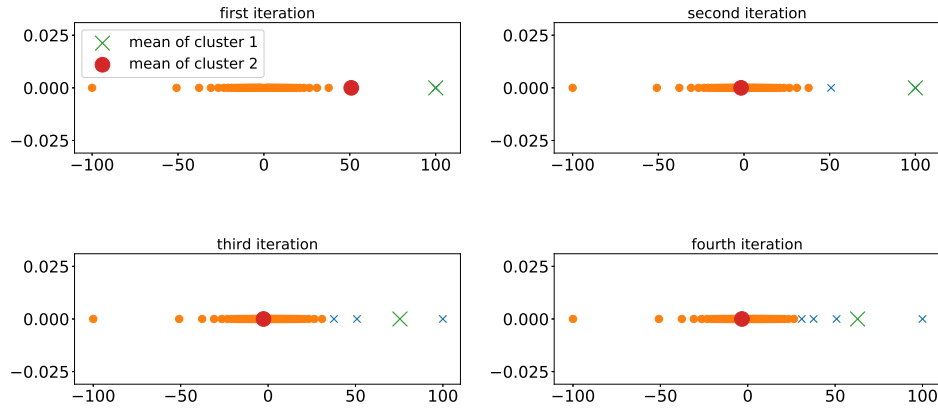 first iteration
0.025
0.000
−0.025
mean of cluster 1
mean of cluster 2
−100 −50 0 50 100
second iteration
0.025
0.000
−0.025
−100 −50 0 50 100
third iteration
0.025
0.000
−0.025
−100 −50 0 50 100
fourth iteration
0.025
0.000
−0.025
−100 −50 0 50 100